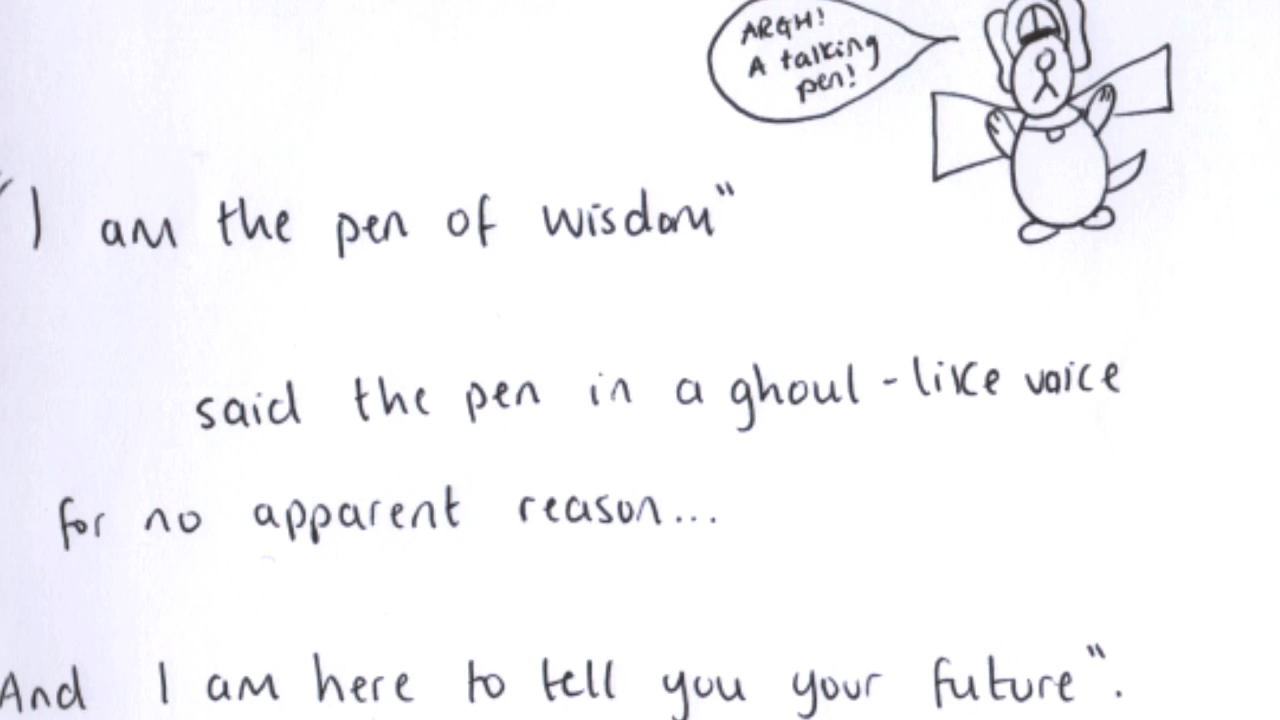 ARGH!
A talking
pen!
"I am the pen of wisdom"
said the pen in a ghoul-like voice
for no apparent reason...
And I am here to tell you your future".